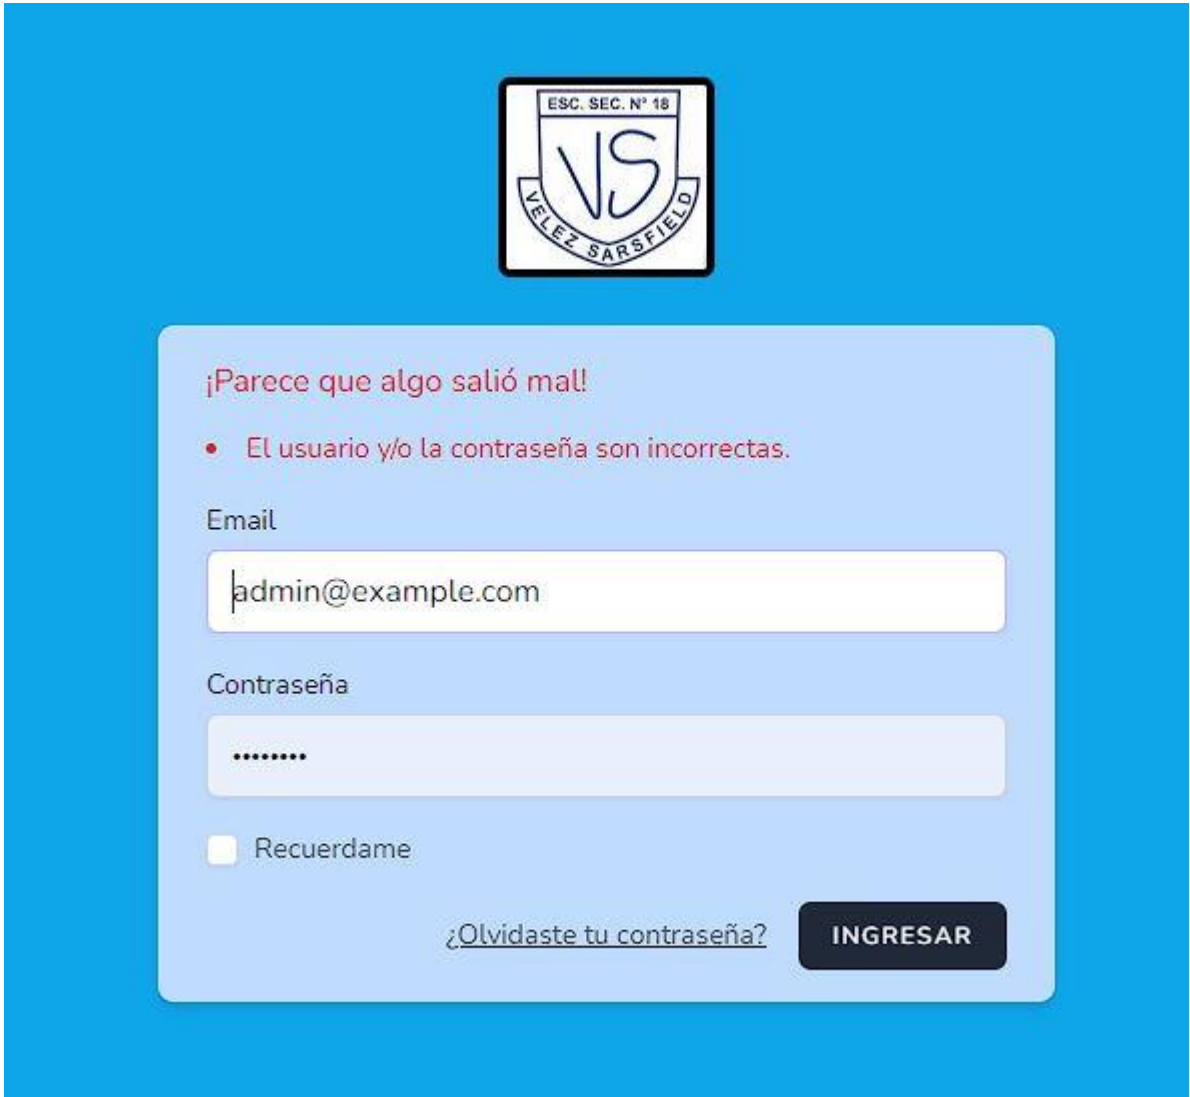 ESC. SEC. N° 18
VS
VELEZ SARSFIELD
¡Parece que algo salió mal!
• El usuario y/o la contraseña son incorrectas.
Email
admin@example.com
Contraseña
••••••••
Recuerdame
¿Olvidaste tu contraseña? INGRESAR